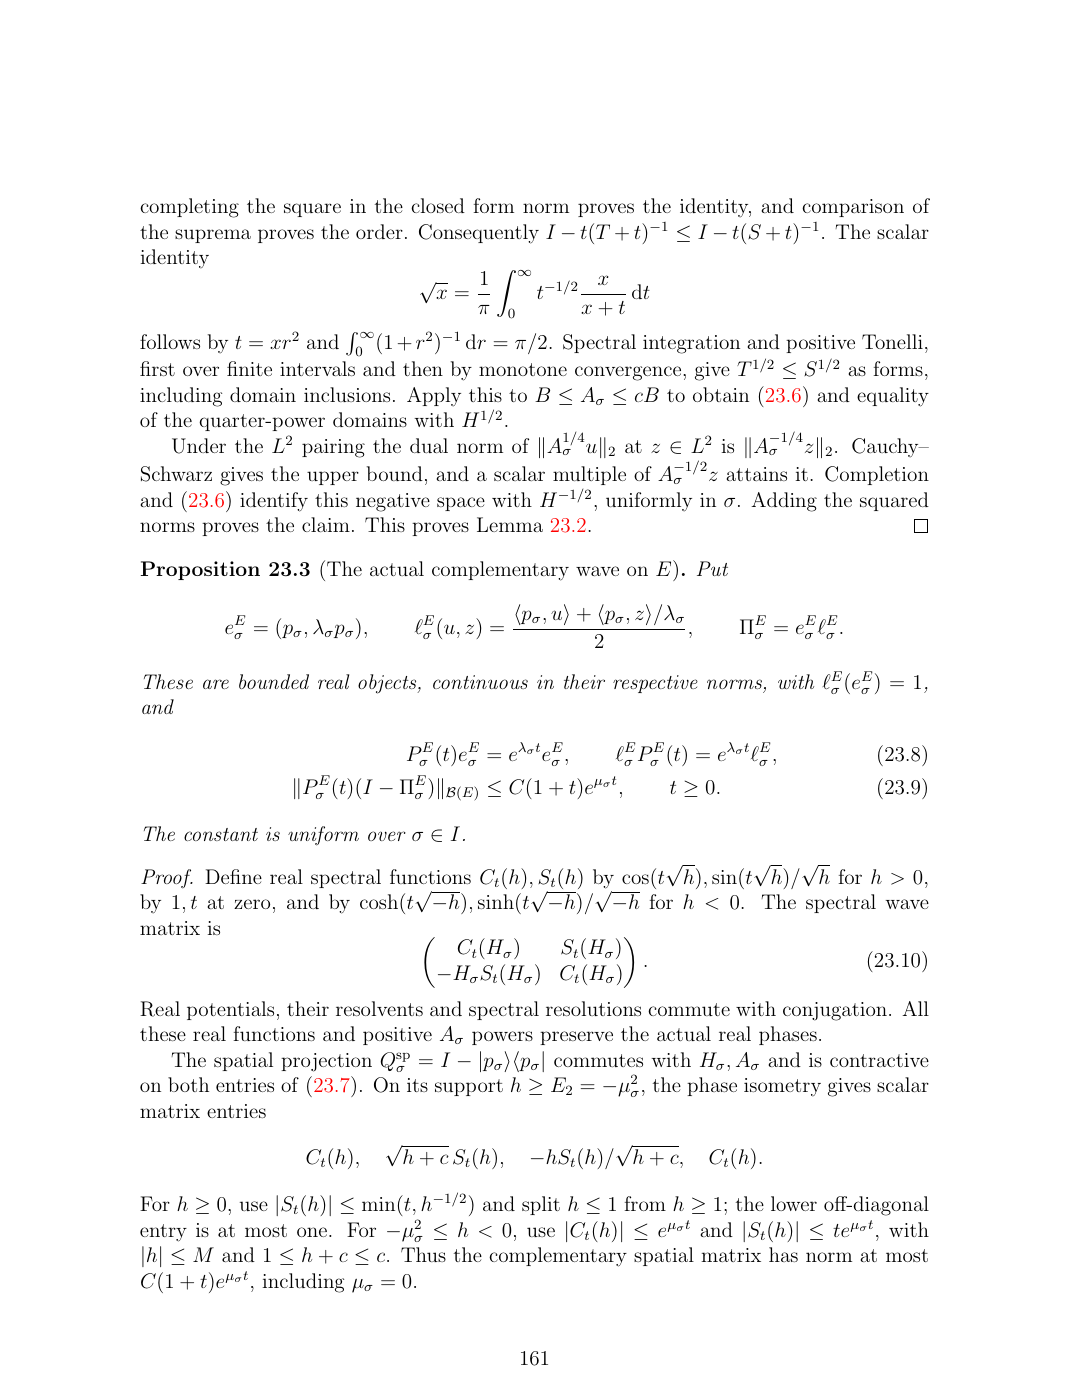 completing the square in the closed form norm proves the identity, and comparison of
the suprema proves the order. Consequently I − t(T + t)⁻¹ ≤ I − t(S + t)⁻¹. The scalar
identity
√x = (1/π) ∫₀^∞ t^{−1/2} x/(x + t) dt
follows by t = xr² and ∫₀^∞(1+r²)⁻¹ dr = π/2. Spectral integration and positive Tonelli,
first over finite intervals and then by monotone convergence, give T^{1/2} ≤ S^{1/2} as forms,
including domain inclusions. Apply this to B ≤ A_σ ≤ cB to obtain (23.6) and equality
of the quarter-power domains with H^{1/2}.
Under the L² pairing the dual norm of ‖A_σ^{1/4}u‖₂ at z ∈ L² is ‖A_σ^{−1/4}z‖₂. Cauchy–
Schwarz gives the upper bound, and a scalar multiple of A_σ^{−1/2}z attains it. Completion
and (23.6) identify this negative space with H^{−1/2}, uniformly in σ. Adding the squared
norms proves the claim. This proves Lemma 23.2. □
Proposition 23.3 (The actual complementary wave on E). Put
e_σ^E = (p_σ, λ_σp_σ), ℓ_σ^E(u, z) = (⟨p_σ, u⟩ + ⟨p_σ, z⟩/λ_σ)/2, Π_σ^E = e_σ^E ℓ_σ^E.
These are bounded real objects, continuous in their respective norms, with ℓ_σ^E(e_σ^E) = 1,
and
P_σ^E(t)e_σ^E = e^{λ_σt}e_σ^E, ℓ_σ^E P_σ^E(t) = e^{λ_σt}ℓ_σ^E, (23.8)
‖P_σ^E(t)(I − Π_σ^E)‖_{B(E)} ≤ C(1 + t)e^{μ_σt}, t ≥ 0. (23.9)
The constant is uniform over σ ∈ I.
Proof. Define real spectral functions C_t(h), S_t(h) by cos(t√h), sin(t√h)/√h for h > 0,
by 1, t at zero, and by cosh(t√−h), sinh(t√−h)/√−h for h < 0. The spectral wave
matrix is
( C_t(H_σ) S_t(H_σ)
−H_σS_t(H_σ) C_t(H_σ) ) . (23.10)
Real potentials, their resolvents and spectral resolutions commute with conjugation. All
these real functions and positive A_σ powers preserve the actual real phases.
The spatial projection Q_σ^{sp} = I − |p_σ⟩⟨p_σ| commutes with H_σ, A_σ and is contractive
on both entries of (23.7). On its support h ≥ E₂ = −μ_σ², the phase isometry gives scalar
matrix entries
C_t(h), √(h + c) S_t(h), −hS_t(h)/√(h + c), C_t(h).
For h ≥ 0, use |S_t(h)| ≤ min(t, h^{−1/2}) and split h ≤ 1 from h ≥ 1; the lower off-diagonal
entry is at most one. For −μ_σ² ≤ h < 0, use |C_t(h)| ≤ e^{μ_σt} and |S_t(h)| ≤ te^{μ_σt}, with
|h| ≤ M and 1 ≤ h + c ≤ c. Thus the complementary spatial matrix has norm at most
C(1 + t)e^{μ_σt}, including μ_σ = 0.
161